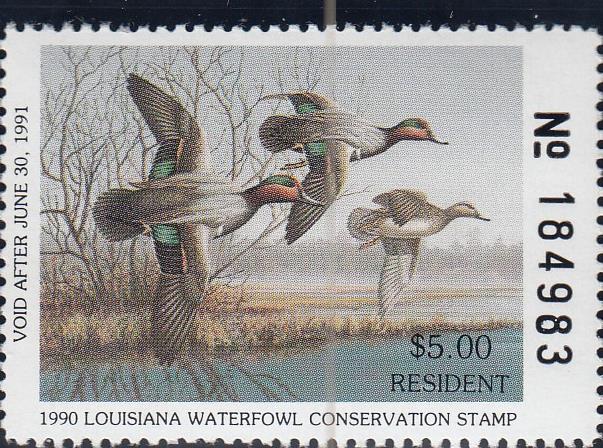 VOID AFTER JUNE 30, 1991
$5.00
RESIDENT
1990 LOUISIANA WATERFOWL CONSERVATION STAMP
№ 184983